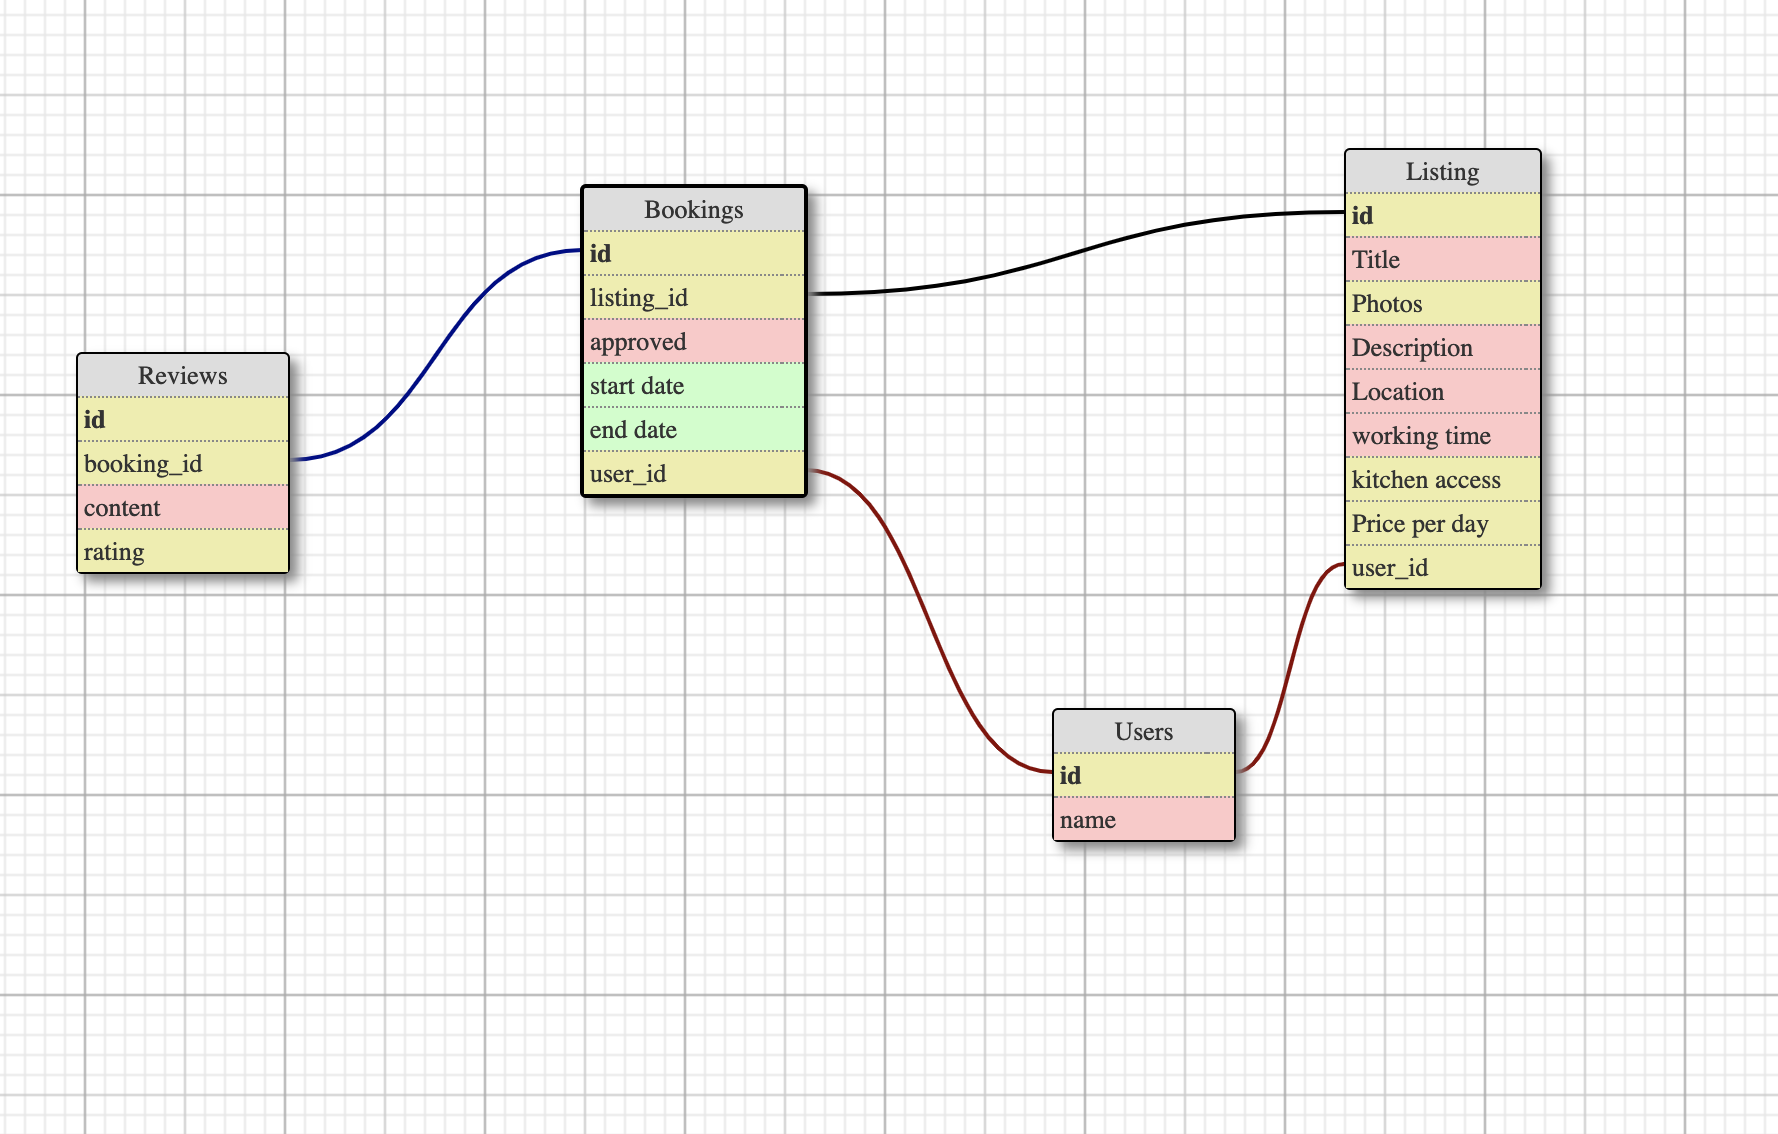 Reviews
id
booking_id
content
rating
Bookings
id
listing_id
approved
start date
end date
user_id
Listing
id
Title
Photos
Description
Location
working time
kitchen access
Price per day
user_id
Users
id
name